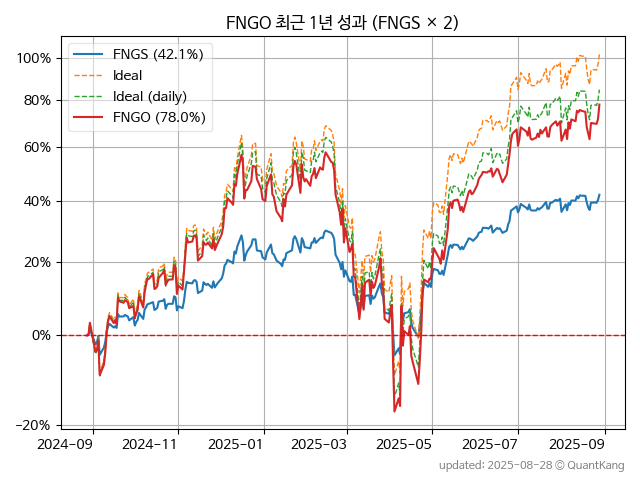 FNGO 최근 1년 성과 (FNGS × 2)
FNGS (42.1%)
Ideal
Ideal (daily)
FNGO (78.0%)
100%
80%
60%
40%
20%
0%
−20%
2024-09 2024-11 2025-01 2025-03 2025-05 2025-07 2025-09
updated: 2025-08-28 © QuantKang